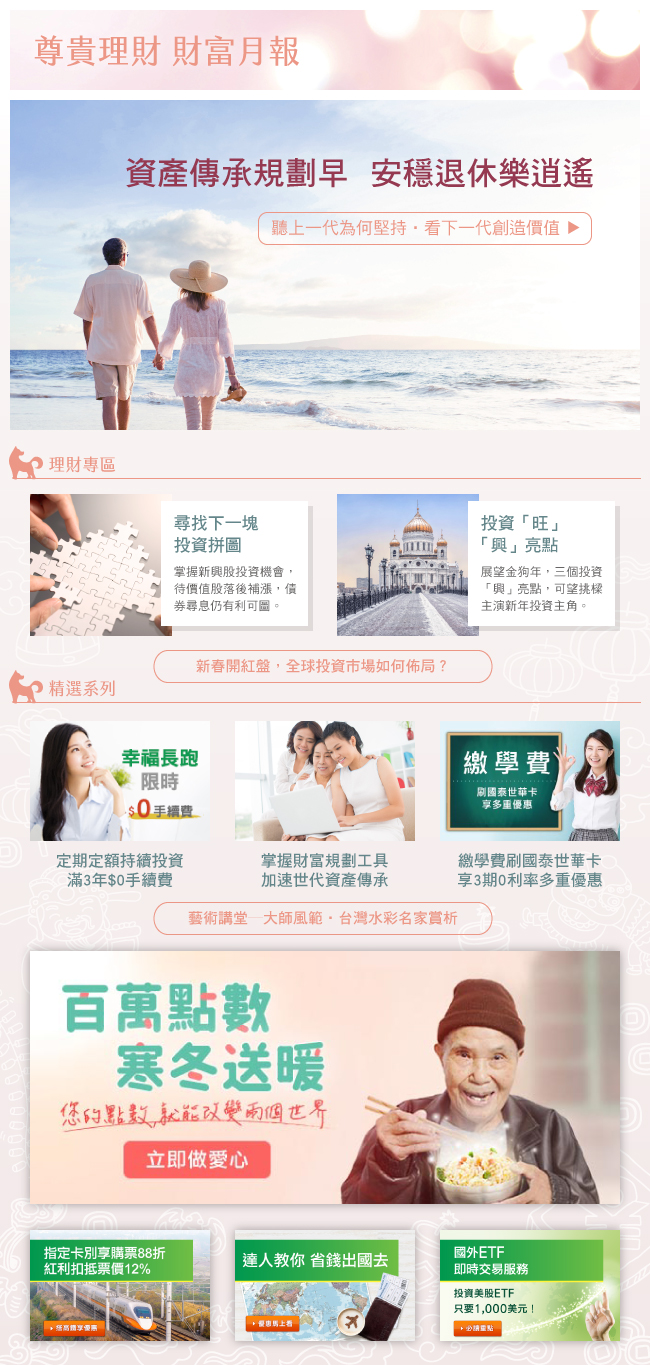 尊貴理財 財富月報
資產傳承規劃早 安穩退休樂逍遙
聽上一代為何堅持・看下一代創造價值 ▶
理財專區
尋找下一塊
投資拼圖
掌握新興股投資機會，
待價值股落後補漲，債
券尋息仍有利可圖。
投資「旺」
「興」亮點
展望金狗年，三個投資
「興」亮點，可望挑樑
主演新年投資主角。
新春開紅盤，全球投資市場如何佈局？
精選系列
幸福長跑
限時
$0手續費
繳學費
刷國泰世華卡
享多重優惠
定期定額持續投資
滿3年$0手續費
掌握財富規劃工具
加速世代資產傳承
繳學費刷國泰世華卡
享3期0利率多重優惠
藝術講堂─大師風範・台灣水彩名家賞析
百萬點數
寒冬送暖
您的點數，就能改變兩個世界
立即做愛心
指定卡別享購票88折
紅利扣抵票價12%
搭高鐵享優惠
達人教你 省錢出國去
優惠馬上看
國外ETF
即時交易服務
投資美股ETF
只要1,000美元！
必讀重點